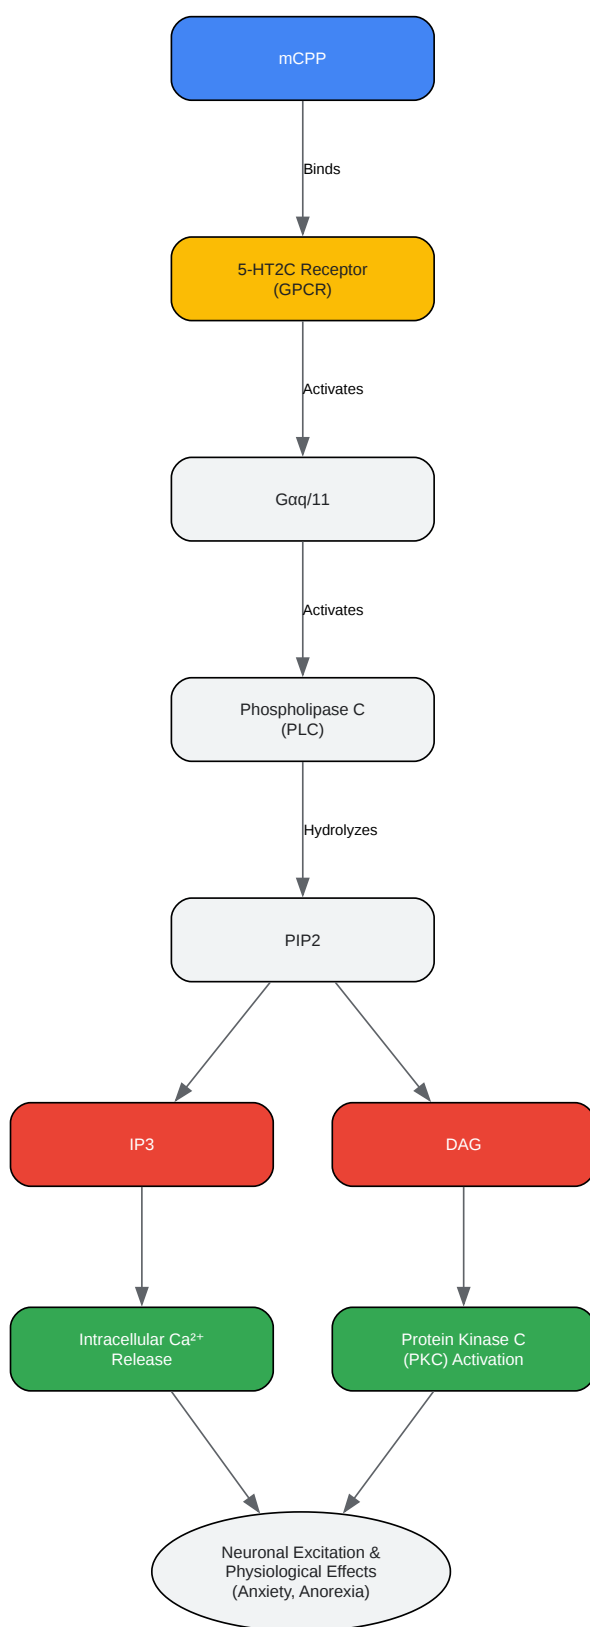 mCPP
Binds
5-HT2C Receptor
(GPCR)
Activates
Gαq/11
Activates
Phospholipase C
(PLC)
Hydrolyzes
PIP2
IP3
DAG
Intracellular Ca²⁺
Release
Protein Kinase C
(PKC) Activation
Neuronal Excitation &
Physiological Effects
(Anxiety, Anorexia)